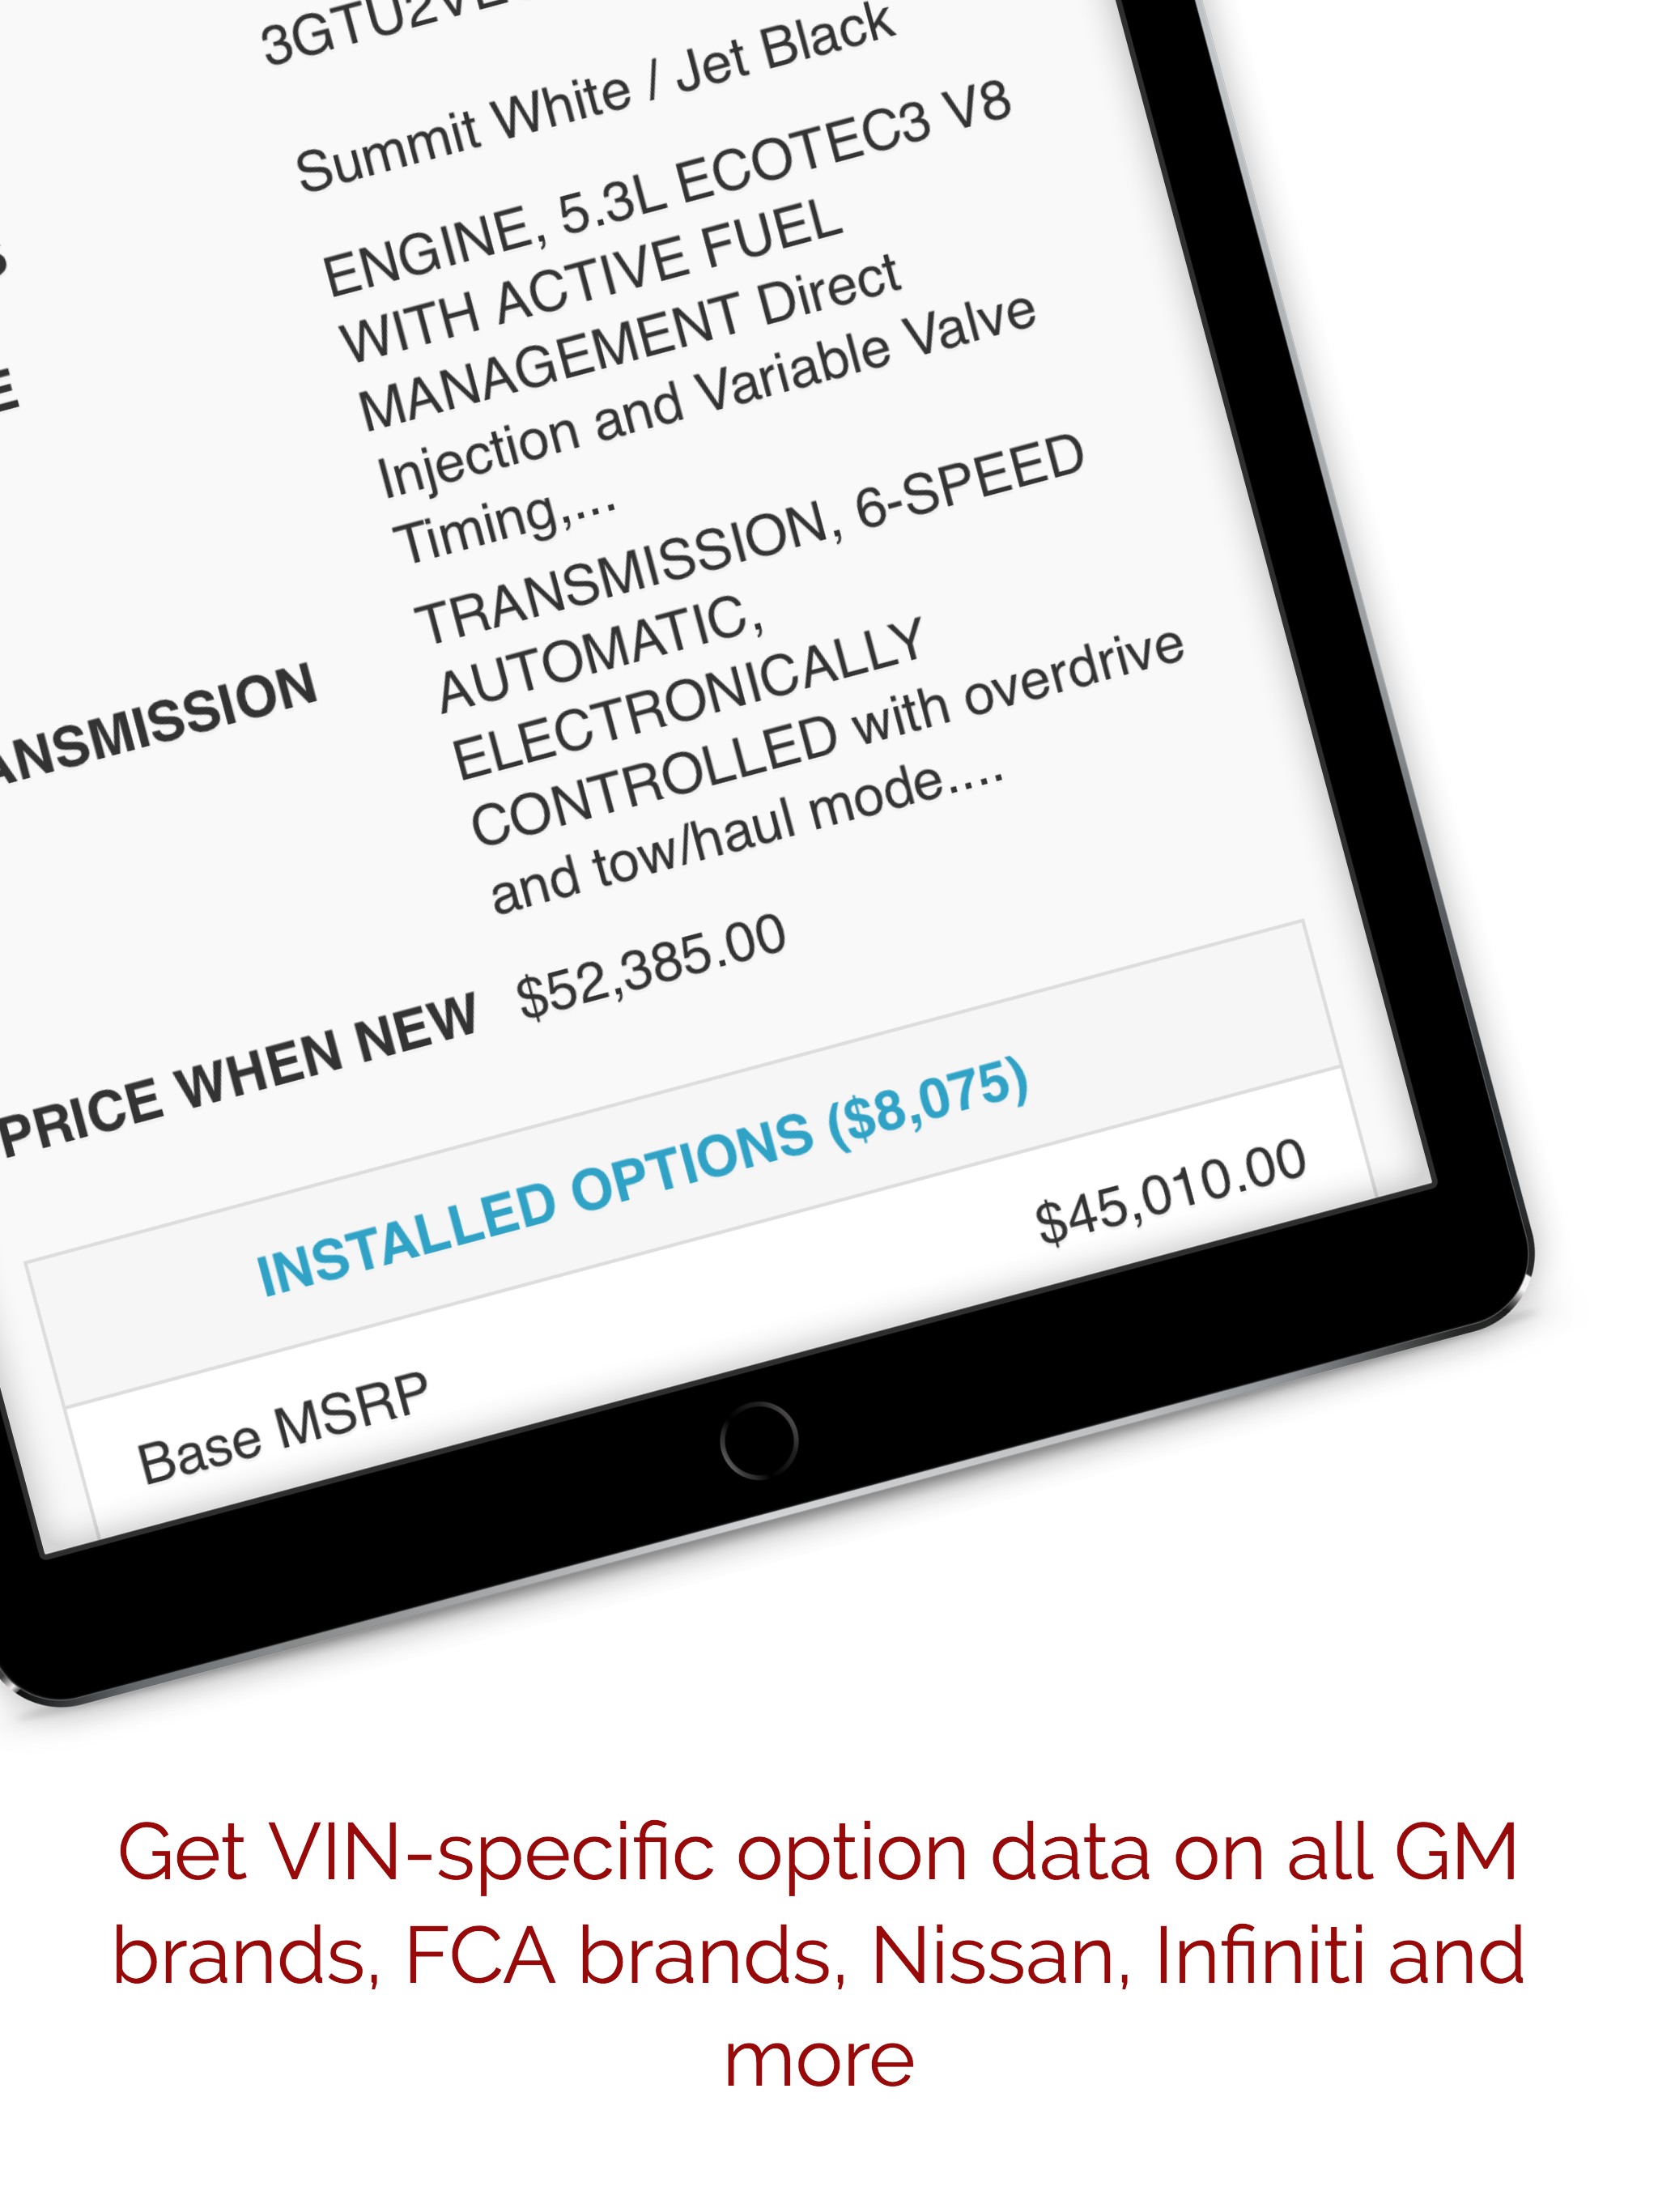 3GTU2VE
Summit White / Jet Black
ENGINE, 5.3L ECOTEC3 V8
WITH ACTIVE FUEL
MANAGEMENT Direct
Injection and Variable Valve
Timing,...
ANSMISSION
TRANSMISSION, 6-SPEED
AUTOMATIC,
ELECTRONICALLY
CONTROLLED with overdrive
and tow/haul mode....
PRICE WHEN NEW $52,385.00
INSTALLED OPTIONS ($8,075)
Base MSRP $45,010.00
Get VIN-specific option data on all GM
brands, FCA brands, Nissan, Infiniti and
more